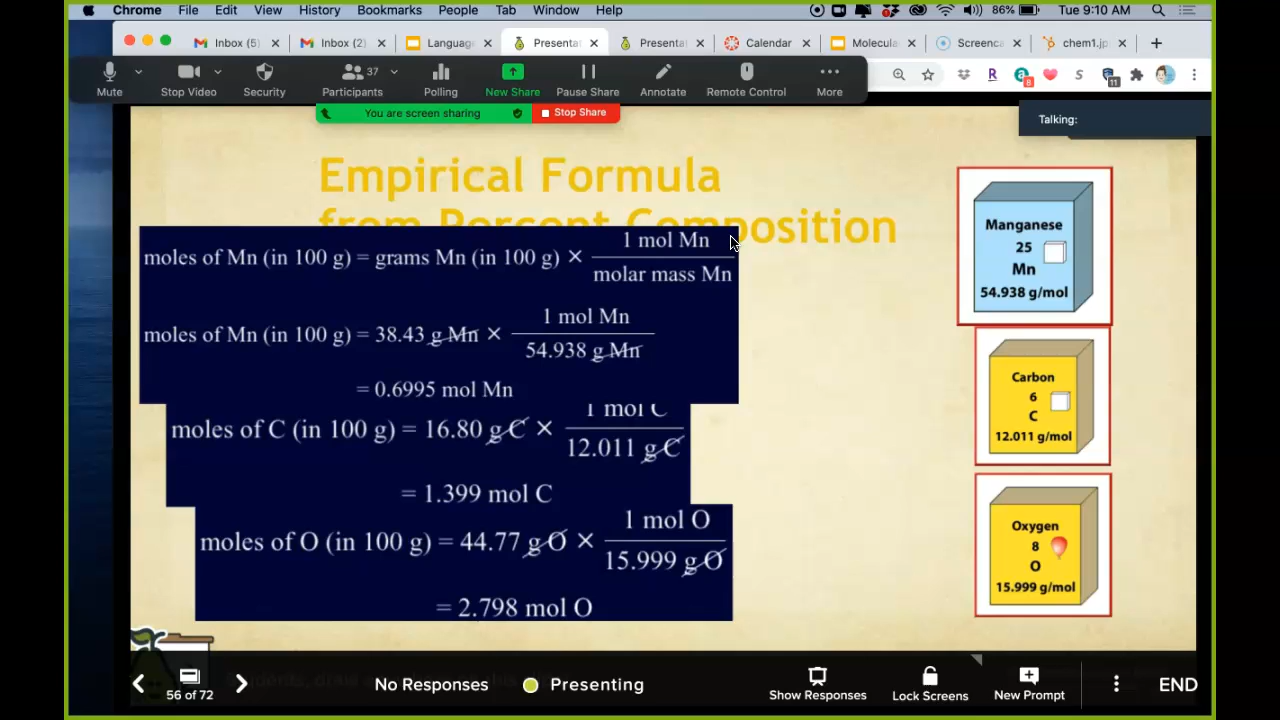 Chrome File Edit View History Bookmarks People Tab Window Help 86% Tue 9:10 AM
Inbox (5) Inbox (2) Languag Presentat Presenta Calendar Molecula Screenca chem1.jp
Mute Stop Video Security 37 Participants Polling New Share Pause Share Annotate Remote Control More
R 8 S 11
You are screen sharing Stop Share
Talking:
Empirical Formula
from Percent Composition
moles of Mn (in 100 g) = grams Mn (in 100 g) × 1 mol Mn / molar mass Mn
moles of Mn (in 100 g) = 38.43 g Mn × 1 mol Mn / 54.938 g Mn
= 0.6995 mol Mn
moles of C (in 100 g) = 16.80 g C × 1 mol C / 12.011 g C
= 1.399 mol C
moles of O (in 100 g) = 44.77 g O × 1 mol O / 15.999 g O
= 2.798 mol O
Manganese
25
Mn
54.938 g/mol
Carbon
6
C
12.011 g/mol
Oxygen
8
O
15.999 g/mol
56 of 72 No Responses Presenting Show Responses Lock Screens New Prompt END